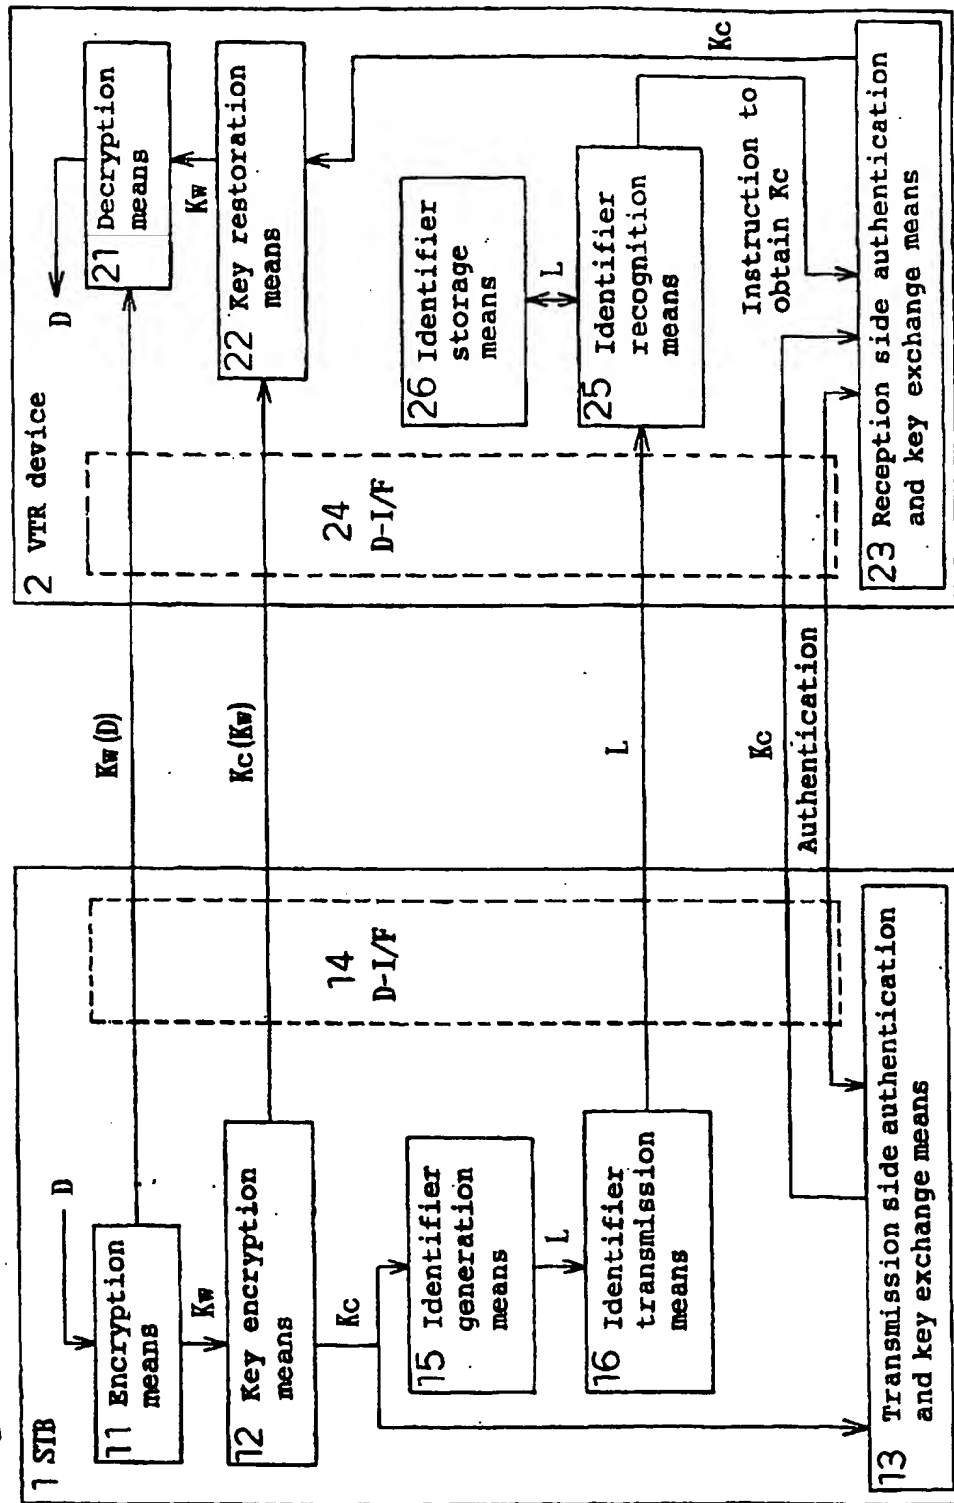 1 STB
D
11 Encryption
means
Kw
12 Key encryption
means
Kc
15 Identifier
generation
means
L
16 Identifier
transmission
means
13 Transmission side authentication
and key exchange means
14
D-I/F
Kw(D)
Kc(Kw)
L
Kc
Authentication
2 VTR device
D
21 Decryption
means
Kw
22 Key restoration
means
Kc
26 Identifier
storage
means
L
25 Identifier
recognition
means
Instruction to
obtain Kc
24
D-I/F
23 Reception side authentication
and key exchange means